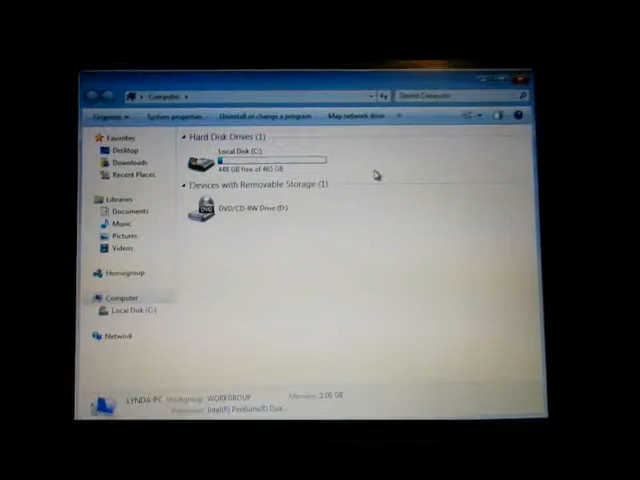 Computer
Search Computer
Organize
System properties
Uninstall or change a program
Map network drive
»
Favorites
Desktop
Downloads
Recent Places
Libraries
Documents
Music
Pictures
Videos
Homegroup
Computer
Local Disk (C:)
Network
Hard Disk Drives (1)
Local Disk (C:)
448 GB free of 465 GB
Devices with Removable Storage (1)
DVD/CD-RW Drive (D:)
DVD
LYNDA-PC Workgroup: WORKGROUP Memory: 3.00 GB
Processor: Intel(R) Pentium(R) Dua...